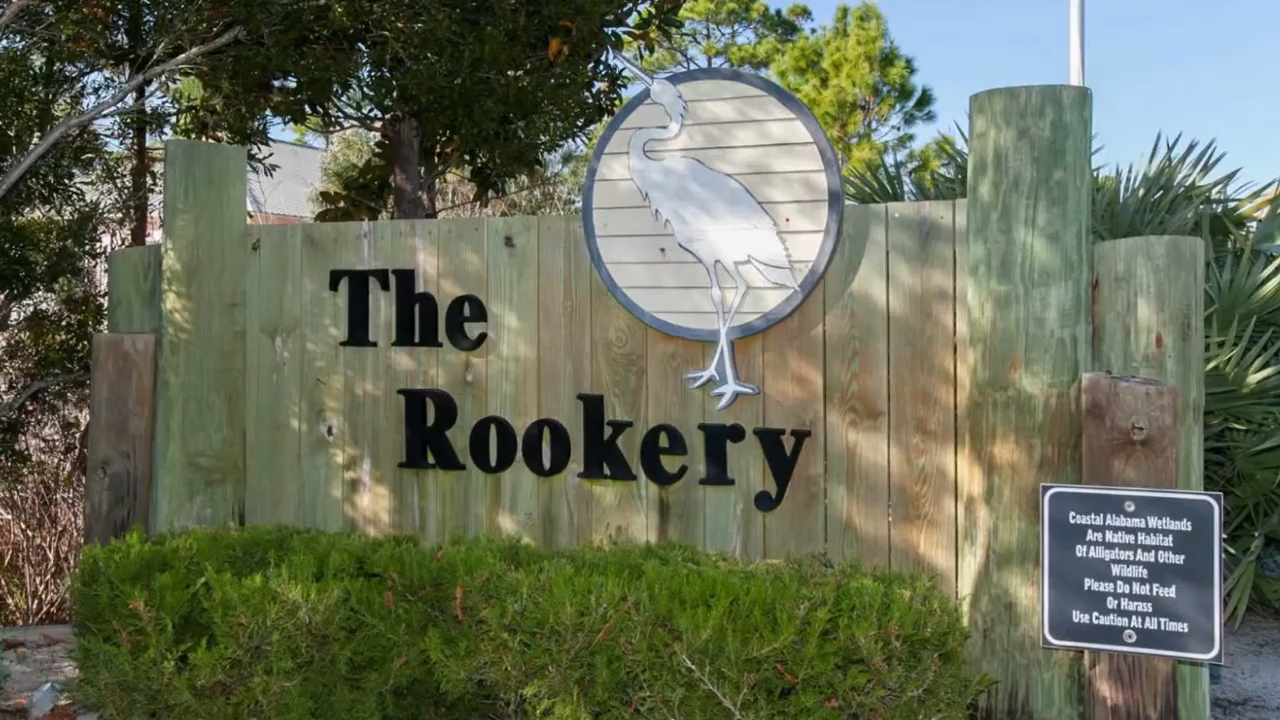 The
Rookery
Coastal Alabama Wetlands
Are Native Habitat
Of Alligators And Other
Wildlife
Please Do Not Feed
Or Harass
Use Caution At All Times